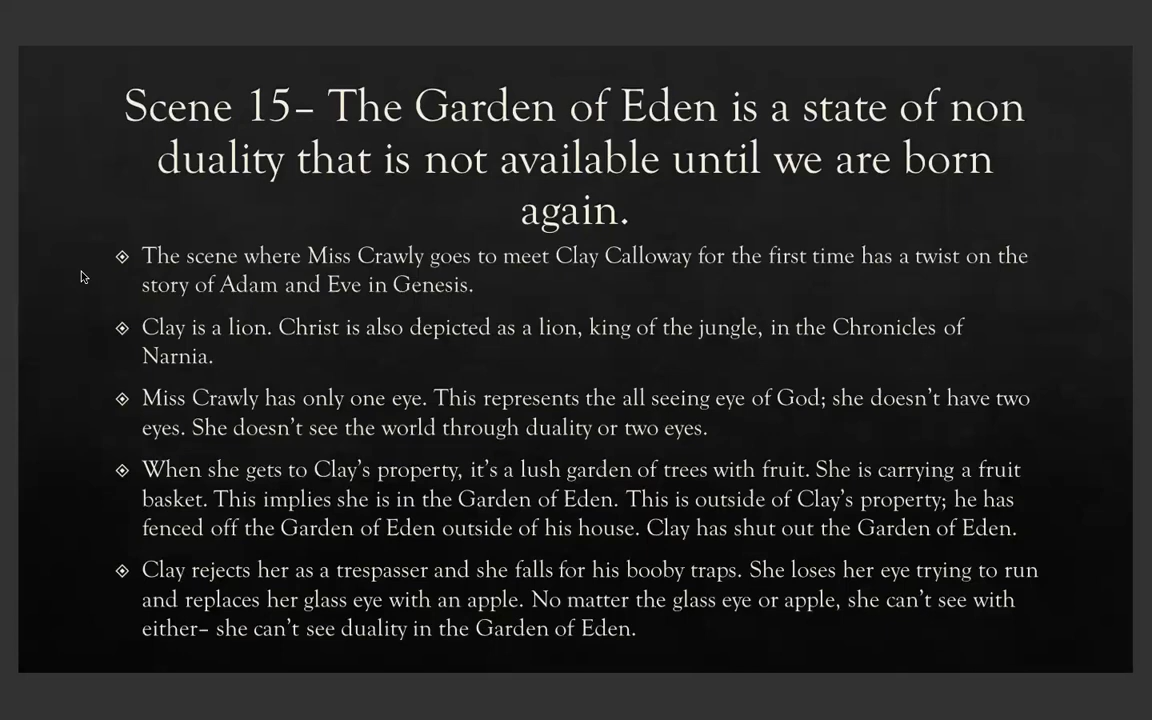 Scene 15– The Garden of Eden is a state of non
duality that is not available until we are born
again.
The scene where Miss Crawly goes to meet Clay Calloway for the first time has a twist on the
story of Adam and Eve in Genesis.
Clay is a lion. Christ is also depicted as a lion, king of the jungle, in the Chronicles of
Narnia.
Miss Crawly has only one eye. This represents the all seeing eye of God; she doesn't have two
eyes. She doesn't see the world through duality or two eyes.
When she gets to Clay's property, it's a lush garden of trees with fruit. She is carrying a fruit
basket. This implies she is in the Garden of Eden. This is outside of Clay's property; he has
fenced off the Garden of Eden outside of his house. Clay has shut out the Garden of Eden.
Clay rejects her as a trespasser and she falls for his booby traps. She loses her eye trying to run
and replaces her glass eye with an apple. No matter the glass eye or apple, she can't see with
either– she can't see duality in the Garden of Eden.